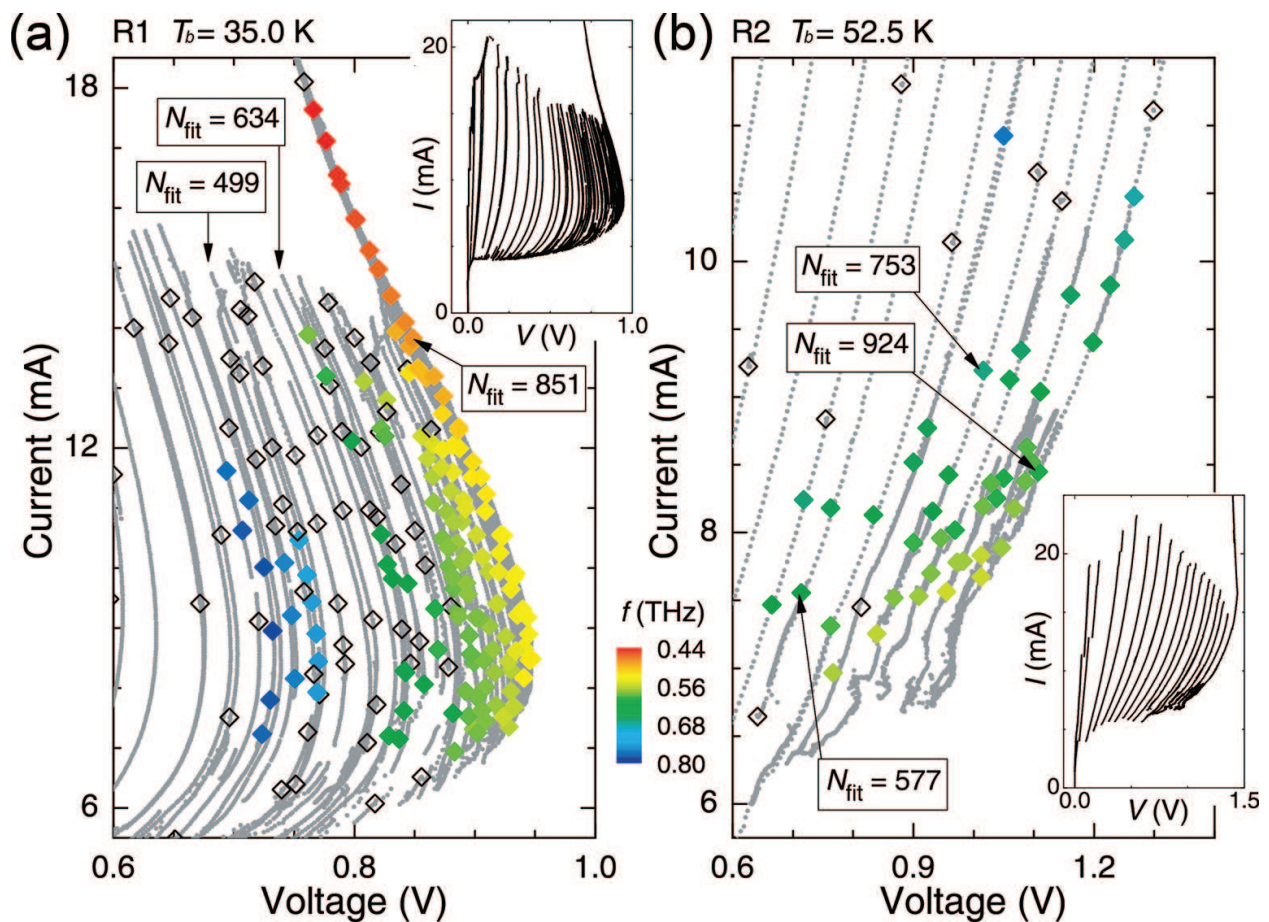 (a) R1 T_b = 35.0 K
N_fit = 634
N_fit = 499
N_fit = 851
18
12
6
Current (mA)
0.6 0.8 1.0
Voltage (V)
20
0
I (mA)
0.0 1.0
V (V)
f (THz)
0.44
0.56
0.68
0.80
(b) R2 T_b = 52.5 K
N_fit = 753
N_fit = 924
N_fit = 577
10
8
6
Current (mA)
0.6 0.9 1.2
Voltage (V)
20
0
I (mA)
0.0 1.5
V (V)